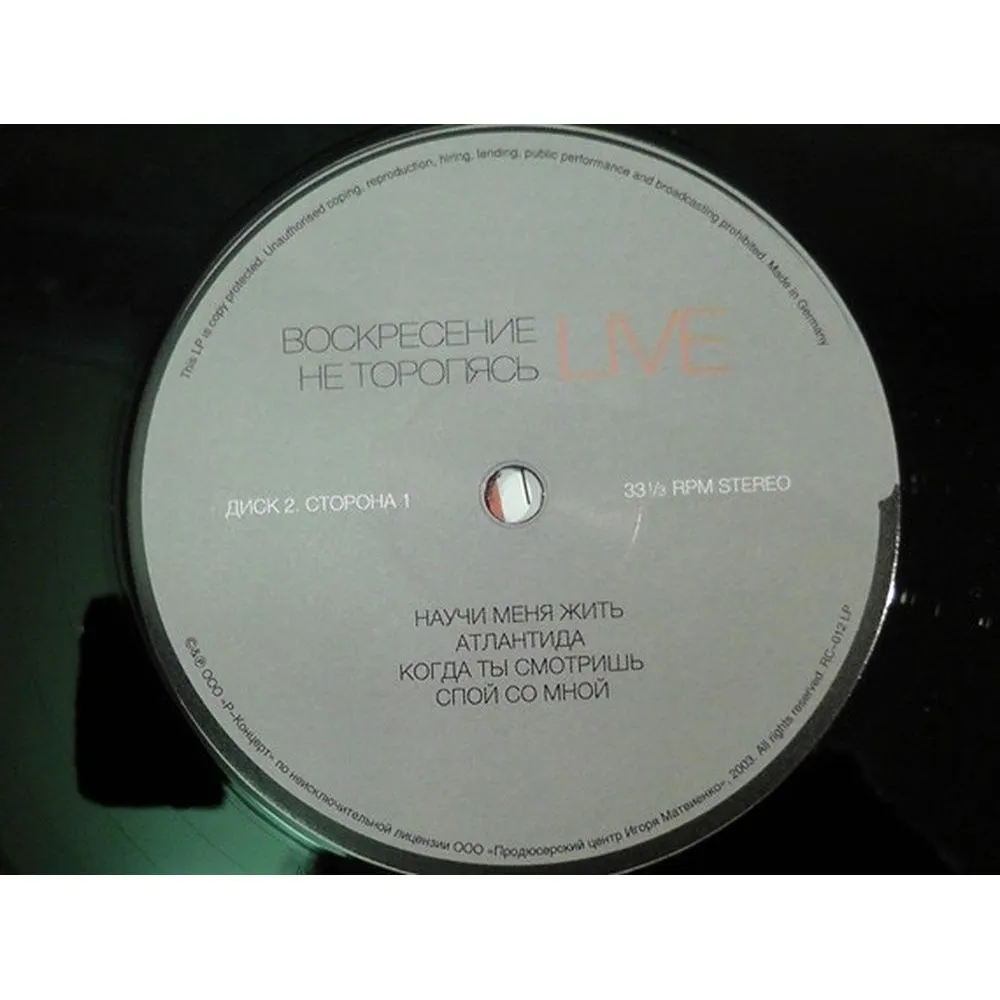 This LP is copy protected. Unauthorised coping, reproduction, hiring, lending, public performance and broadcasting prohibited. Made in Germany
ВОСКРЕСЕНИЕ
НЕ ТОРОПЯСЬ
LIVE
ДИСК 2. СТОРОНА 1
33 1/3 RPM STEREO
НАУЧИ МЕНЯ ЖИТЬ
АТЛАНТИДА
КОГДА ТЫ СМОТРИШЬ
СПОЙ СО МНОЙ
©&℗ ООО «Р-Концерт» по неисключительной лицензии ООО «Продюсерский центр Игоря Матвиенко», 2003. All rights reserved. RC-012 LP